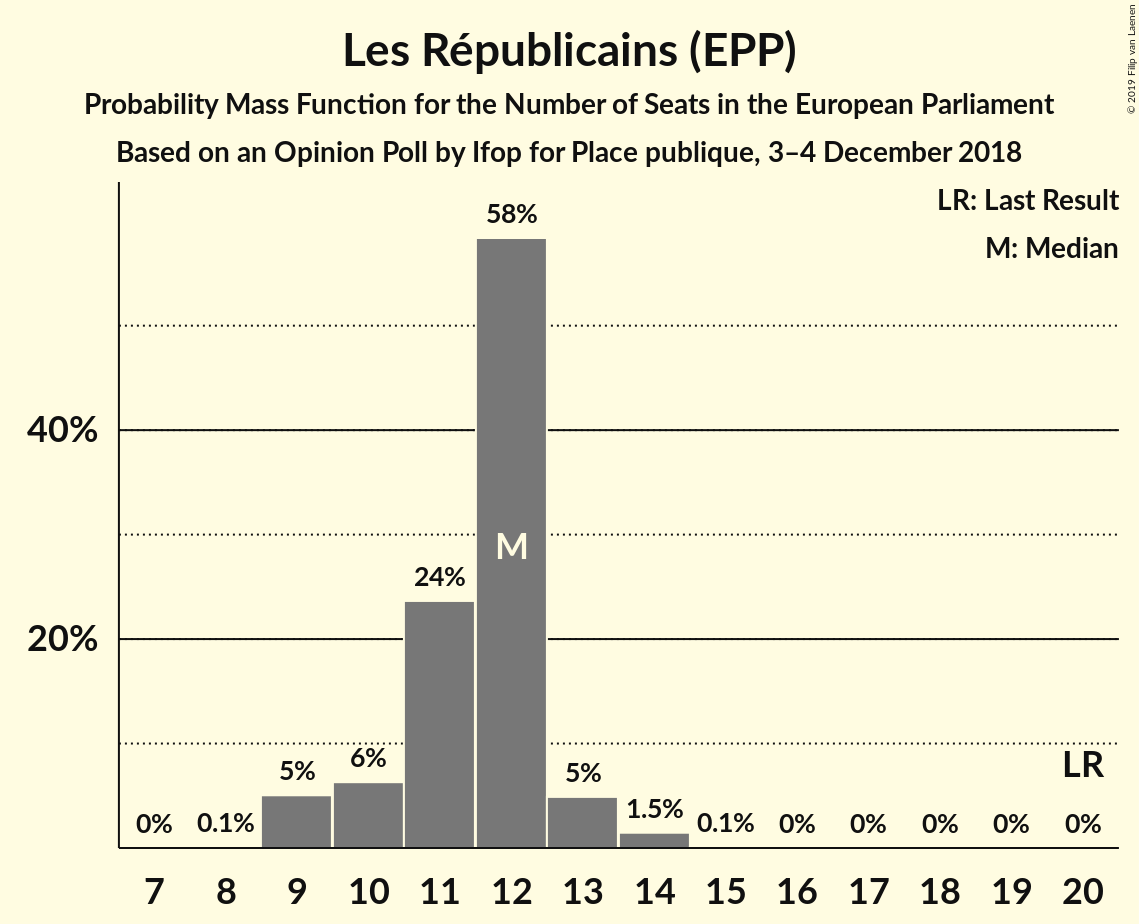 Les Républicains (EPP)
Probability Mass Function for the Number of Seats in the European Parliament
Based on an Opinion Poll by Ifop for Place publique, 3–4 December 2018
© 2019 Filip van Laenen
LR: Last Result
M: Median
58%
40%
M
24%
20%
LR
6%
5%
5%
1.5%
0%
0.1%
0.1%
0%
0%
0%
0%
0%
7 8 9 10 11 12 13 14 15 16 17 18 19 20